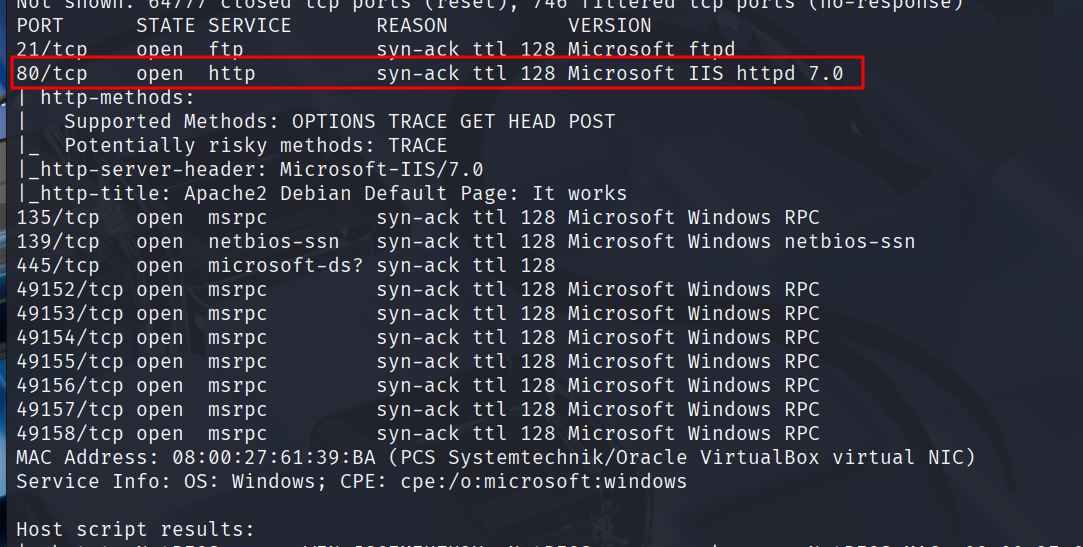 Not shown: 64777 closed tcp ports (reset), 746 filtered tcp ports (no-response)
PORT      STATE SERVICE       REASON          VERSION
21/tcp    open  ftp           syn-ack ttl 128 Microsoft ftpd
80/tcp    open  http          syn-ack ttl 128 Microsoft IIS httpd 7.0
| http-methods:
|   Supported Methods: OPTIONS TRACE GET HEAD POST
|_  Potentially risky methods: TRACE
|_http-server-header: Microsoft-IIS/7.0
|_http-title: Apache2 Debian Default Page: It works
135/tcp   open  msrpc         syn-ack ttl 128 Microsoft Windows RPC
139/tcp   open  netbios-ssn   syn-ack ttl 128 Microsoft Windows netbios-ssn
445/tcp   open  microsoft-ds? syn-ack ttl 128
49152/tcp open  msrpc         syn-ack ttl 128 Microsoft Windows RPC
49153/tcp open  msrpc         syn-ack ttl 128 Microsoft Windows RPC
49154/tcp open  msrpc         syn-ack ttl 128 Microsoft Windows RPC
49155/tcp open  msrpc         syn-ack ttl 128 Microsoft Windows RPC
49156/tcp open  msrpc         syn-ack ttl 128 Microsoft Windows RPC
49157/tcp open  msrpc         syn-ack ttl 128 Microsoft Windows RPC
49158/tcp open  msrpc         syn-ack ttl 128 Microsoft Windows RPC
MAC Address: 08:00:27:61:39:BA (PCS Systemtechnik/Oracle VirtualBox virtual NIC)
Service Info: OS: Windows; CPE: cpe:/o:microsoft:windows
Host script results: